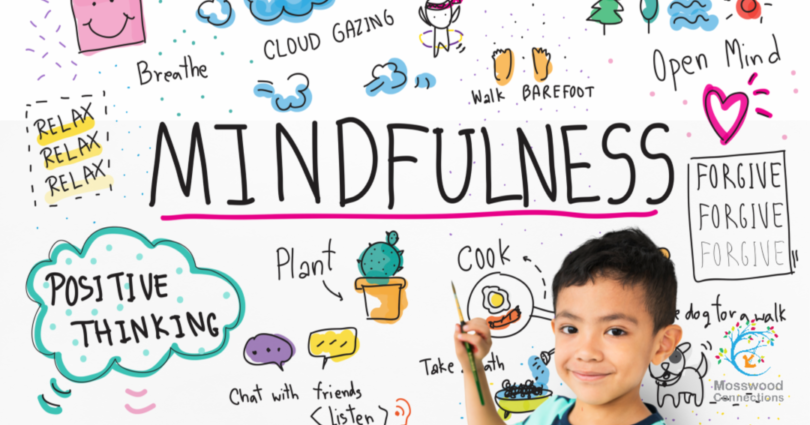 CLOUD GAZING
Breathe
Walk BAREFOOT
Open Mind
RELAX
RELAX
RELAX
MINDFULNESS
FORGIVE
FORGIVE
FORGIVE
POSITIVE
THINKING
Plant
Cook
dog for a walk
Take
Chat with friends
<listen>
Mosswood
Connections